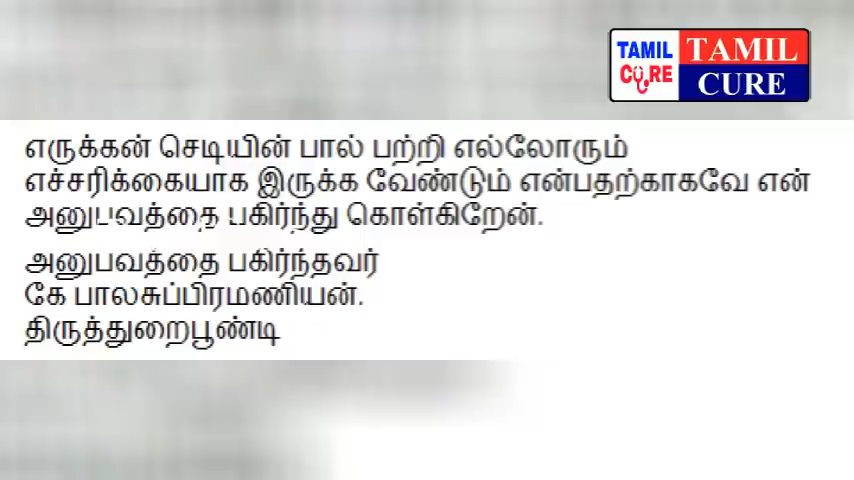 TAMIL CURE
TAMIL CURE
எருக்கன் செடியின் பால் பற்றி எல்லோரும்
எச்சரிக்கையாக இருக்க வேண்டும் என்பதற்காகவே என்
அனுபவத்தை பகிர்ந்து கொள்கிறேன்.
அனுபவத்தை பகிர்ந்தவர்
கே பாலசுப்பிரமணியன்.
திருத்துறைபூண்டி